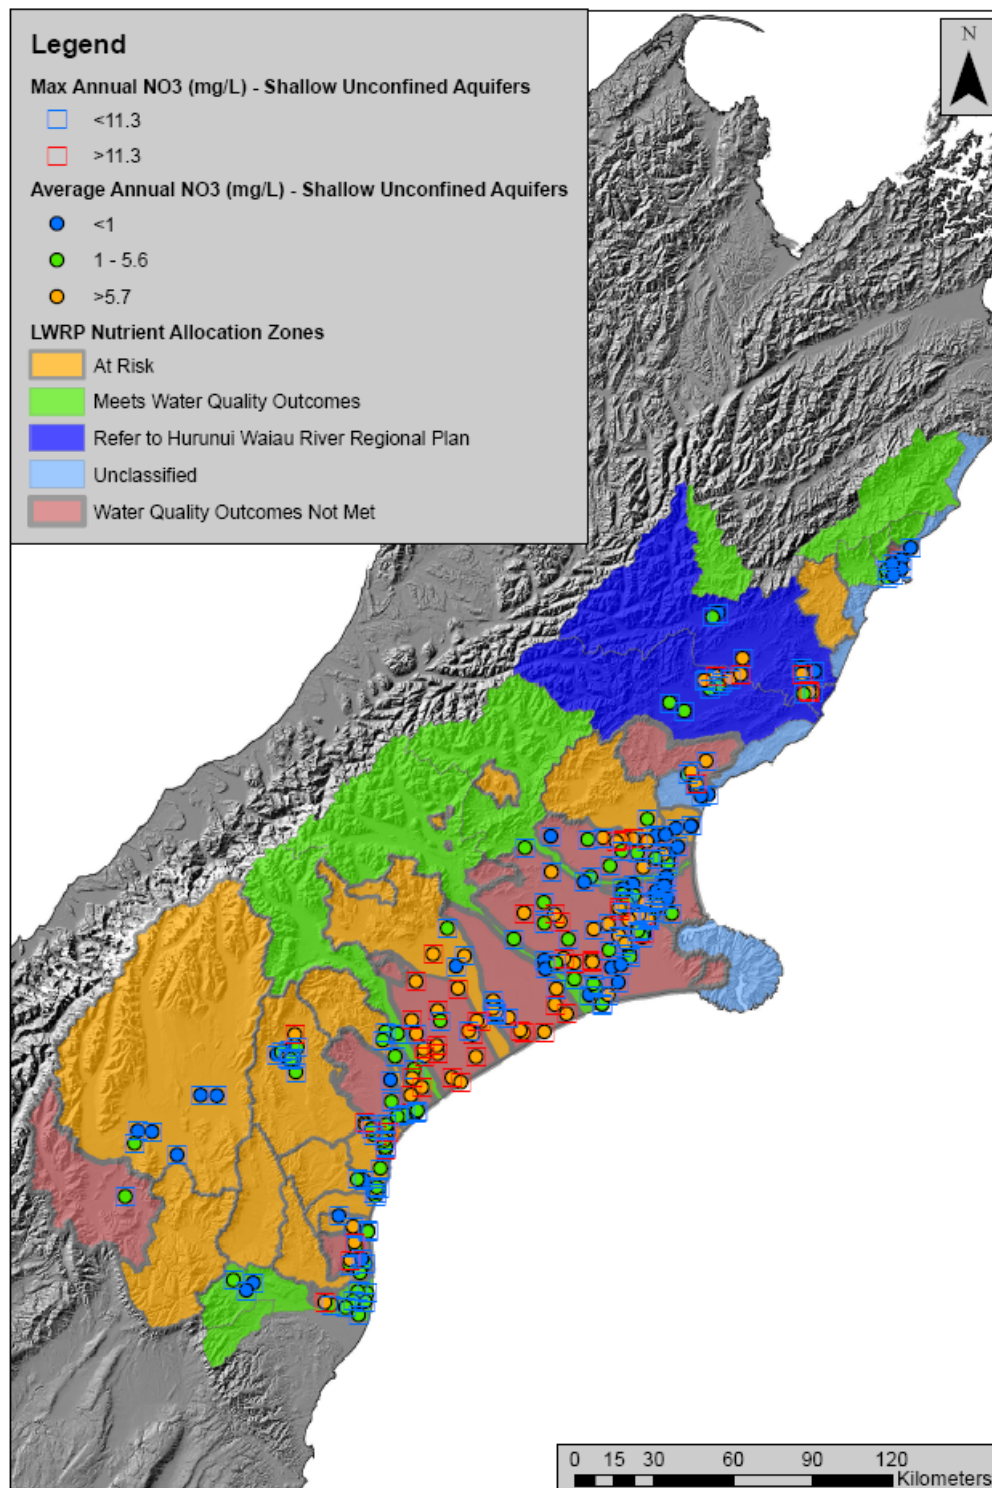 Legend
Max Annual NO3 (mg/L) - Shallow Unconfined Aquifers
<11.3
>11.3
Average Annual NO3 (mg/L) - Shallow Unconfined Aquifers
<1
1 - 5.6
>5.7
LWRP Nutrient Allocation Zones
At Risk
Meets Water Quality Outcomes
Refer to Hurunui Waiau River Regional Plan
Unclassified
Water Quality Outcomes Not Met
N
0 15 30 60 90 120
Kilometers